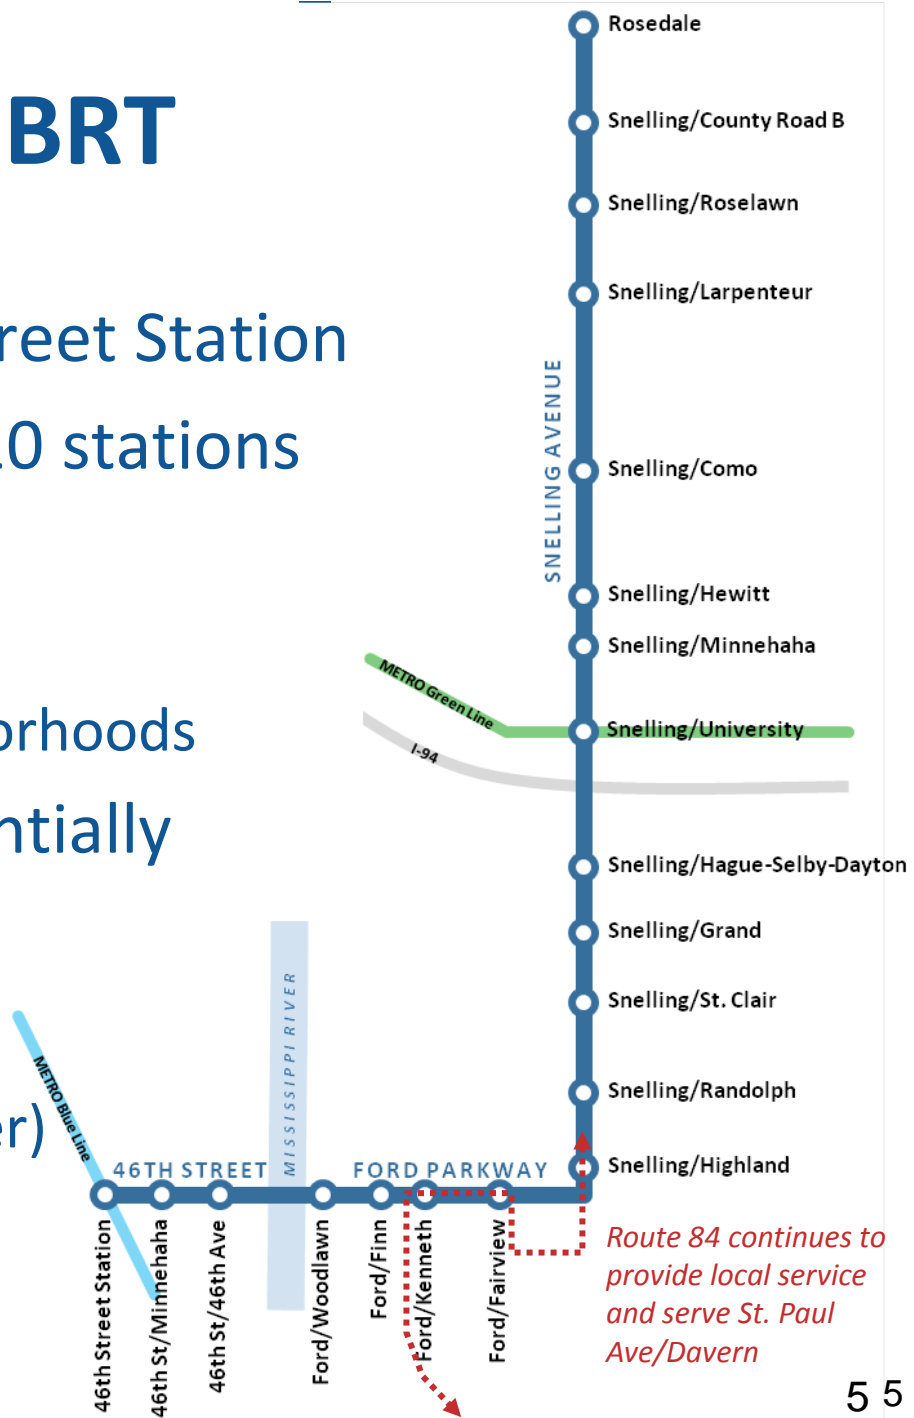 BRT
reet Station
0 stations
orhoods
ntially
er)
Rosedale
Snelling/County Road B
Snelling/Roselawn
Snelling/Larpenteur
SNELLING AVENUE
Snelling/Como
Snelling/Hewitt
Snelling/Minnehaha
METRO Green Line
Snelling/University
I-94
Snelling/Hague-Selby-Dayton
Snelling/Grand
Snelling/St. Clair
Snelling/Randolph
Snelling/Highland
MISSISSIPPI RIVER
METRO Blue Line
46TH STREET
FORD PARKWAY
46th Street Station
46th St/Minnehaha
46th St/46th Ave
Ford/Woodlawn
Ford/Finn
Ford/Kenneth
Ford/Fairview
Route 84 continues to
provide local service
and serve St. Paul
Ave/Davern
5 5